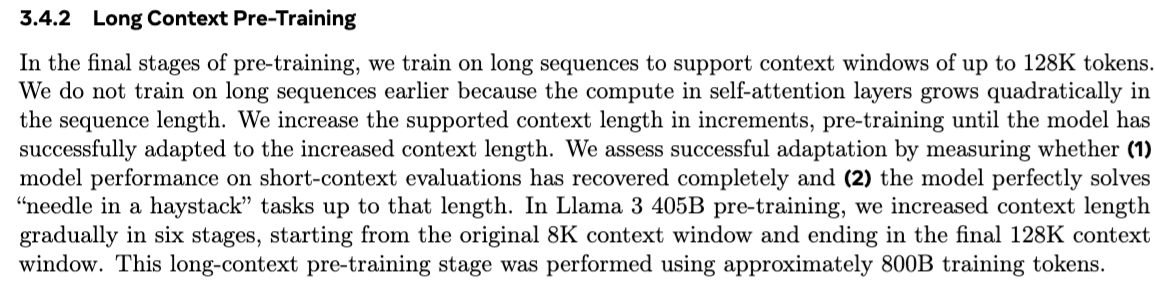 3.4.2 Long Context Pre-Training
In the final stages of pre-training, we train on long sequences to support context windows of up to 128K tokens.
We do not train on long sequences earlier because the compute in self-attention layers grows quadratically in
the sequence length. We increase the supported context length in increments, pre-training until the model has
successfully adapted to the increased context length. We assess successful adaptation by measuring whether (1)
model performance on short-context evaluations has recovered completely and (2) the model perfectly solves
“needle in a haystack” tasks up to that length. In Llama 3 405B pre-training, we increased context length
gradually in six stages, starting from the original 8K context window and ending in the final 128K context
window. This long-context pre-training stage was performed using approximately 800B training tokens.